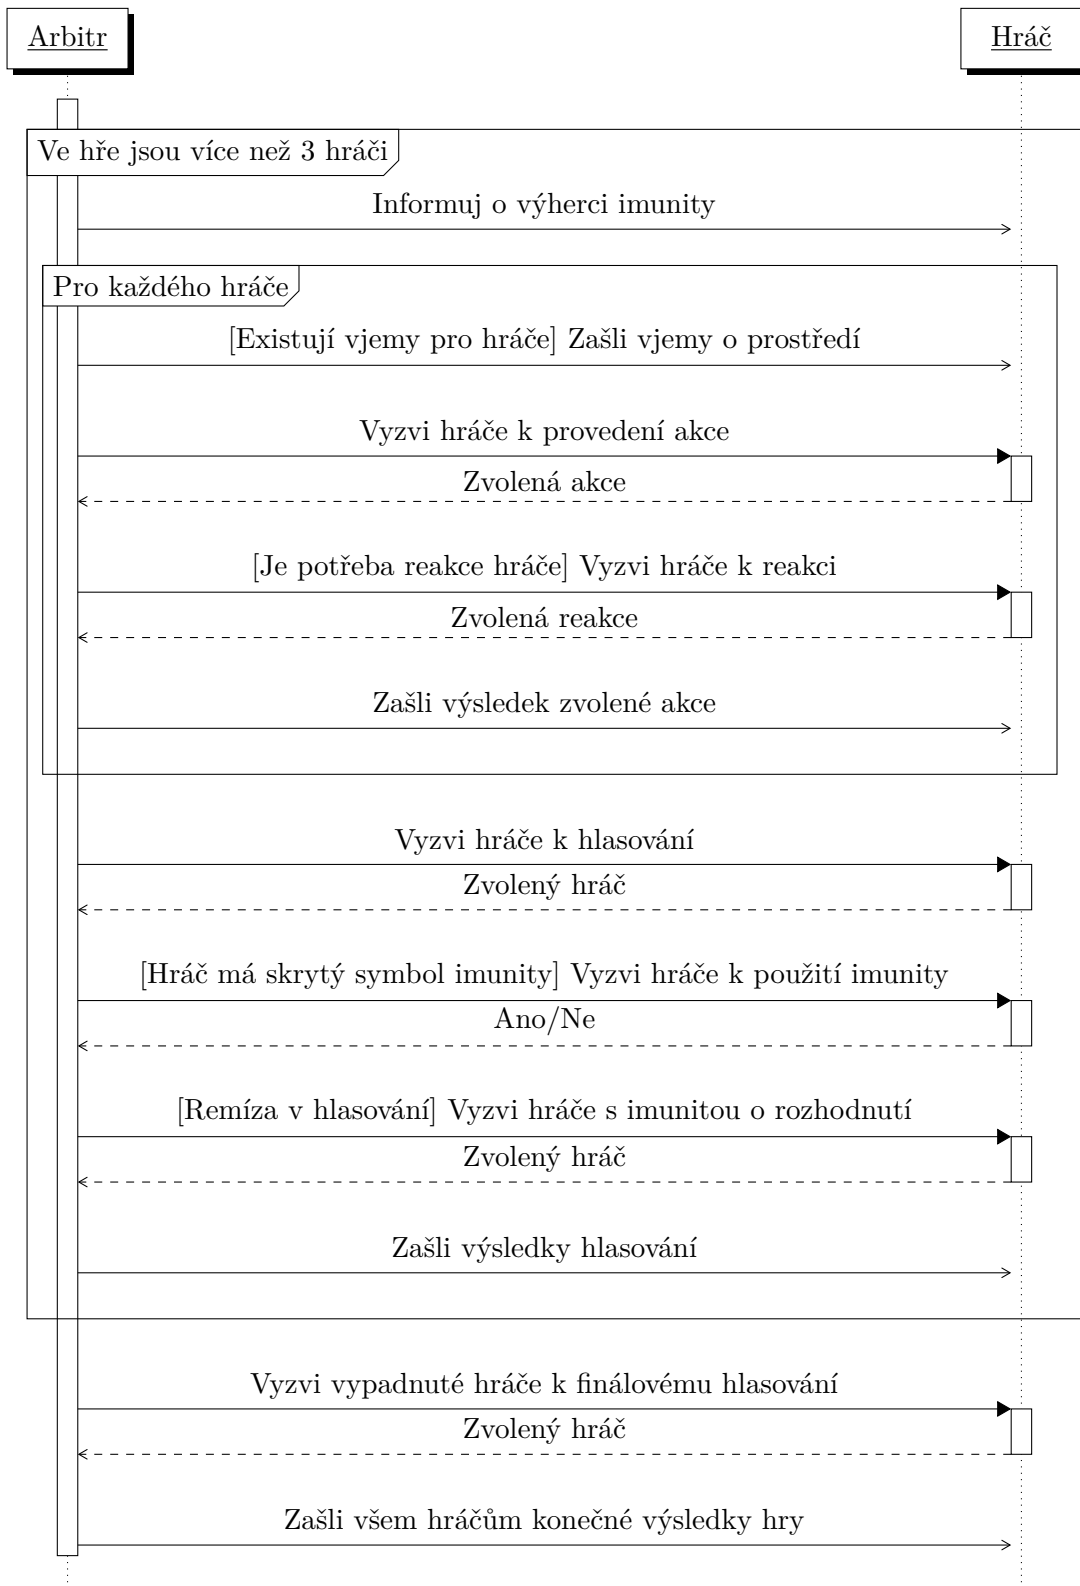 Arbitr
Hráč
Ve hře jsou více než 3 hráči
Informuj o výherci imunity
Pro každého hráče
[Existují vjemy pro hráče] Zašli vjemy o prostředí
Vyzvi hráče k provedení akce
Zvolená akce
[Je potřeba reakce hráče] Vyzvi hráče k reakci
Zvolená reakce
Zašli výsledek zvolené akce
Vyzvi hráče k hlasování
Zvolený hráč
[Hráč má skrytý symbol imunity] Vyzvi hráče k použití imunity
Ano/Ne
[Remíza v hlasování] Vyzvi hráče s imunitou o rozhodnutí
Zvolený hráč
Zašli výsledky hlasování
Vyzvi vypadnuté hráče k finálovému hlasování
Zvolený hráč
Zašli všem hráčům konečné výsledky hry